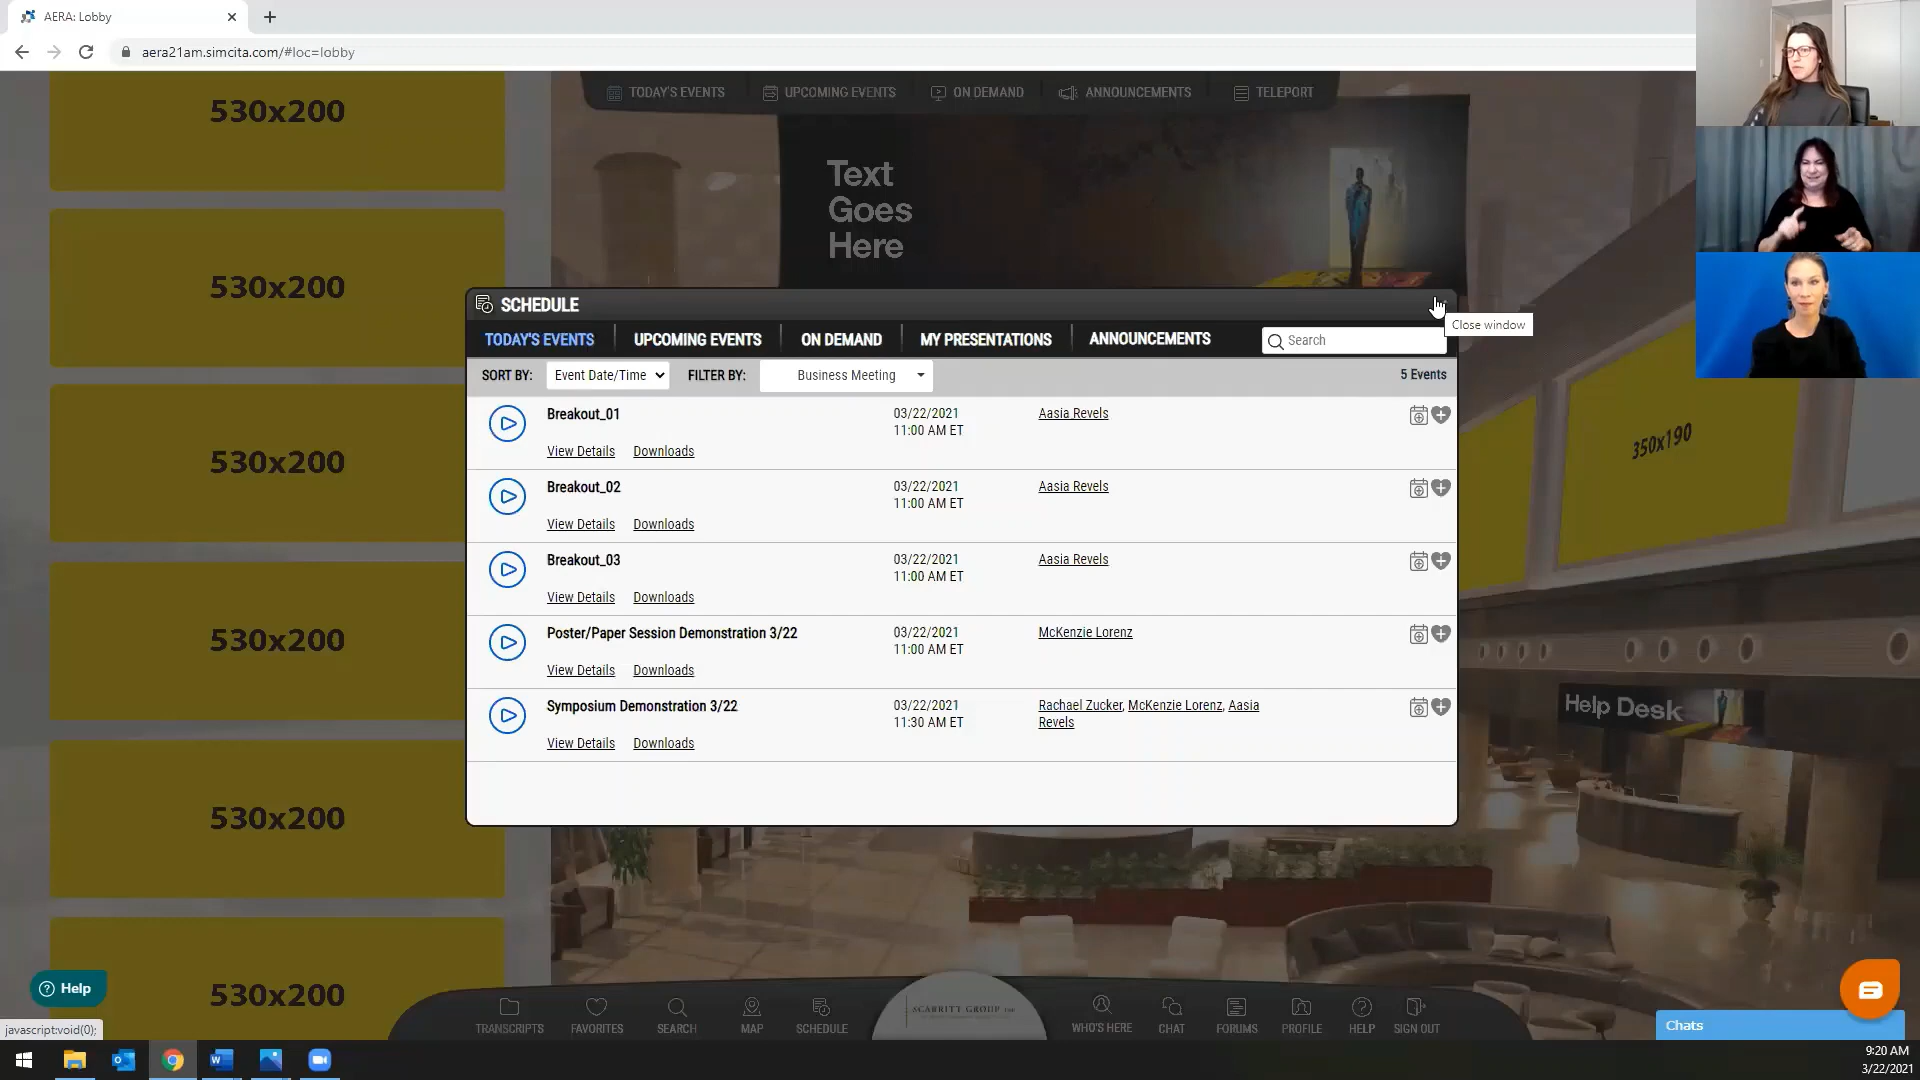 AERA: Lobby
aera21am.simcita.com/#loc=lobby
TODAY'S EVENTS
UPCOMING EVENTS
ON DEMAND
ANNOUNCEMENTS
TELEPORT
530x200
530x200
530x200
530x200
530x200
530x200
Text
Goes
Here
SCHEDULE
Close window
TODAY'S EVENTS
UPCOMING EVENTS
ON DEMAND
MY PRESENTATIONS
ANNOUNCEMENTS
Search
SORT BY: Event Date/Time FILTER BY: Business Meeting 5 Events
Breakout_01 03/22/2021 Aasia Revels
11:00 AM ET
View Details Downloads
Breakout_02 03/22/2021 Aasia Revels
11:00 AM ET
View Details Downloads
Breakout_03 03/22/2021 Aasia Revels
11:00 AM ET
View Details Downloads
Poster/Paper Session Demonstration 3/22 03/22/2021 McKenzie Lorenz
11:00 AM ET
View Details Downloads
Symposium Demonstration 3/22 03/22/2021 Rachael Zucker, McKenzie Lorenz, Aasia
11:30 AM ET Revels
View Details Downloads
350x190
Help Desk
Help
javascript:void(0);
TRANSCRIPTS
FAVORITES
SEARCH
MAP
SCHEDULE
SCARRITT GROUP
WHO'S HERE
CHAT
FORUMS
PROFILE
HELP
SIGN OUT
Chats
9:20 AM
3/22/2021